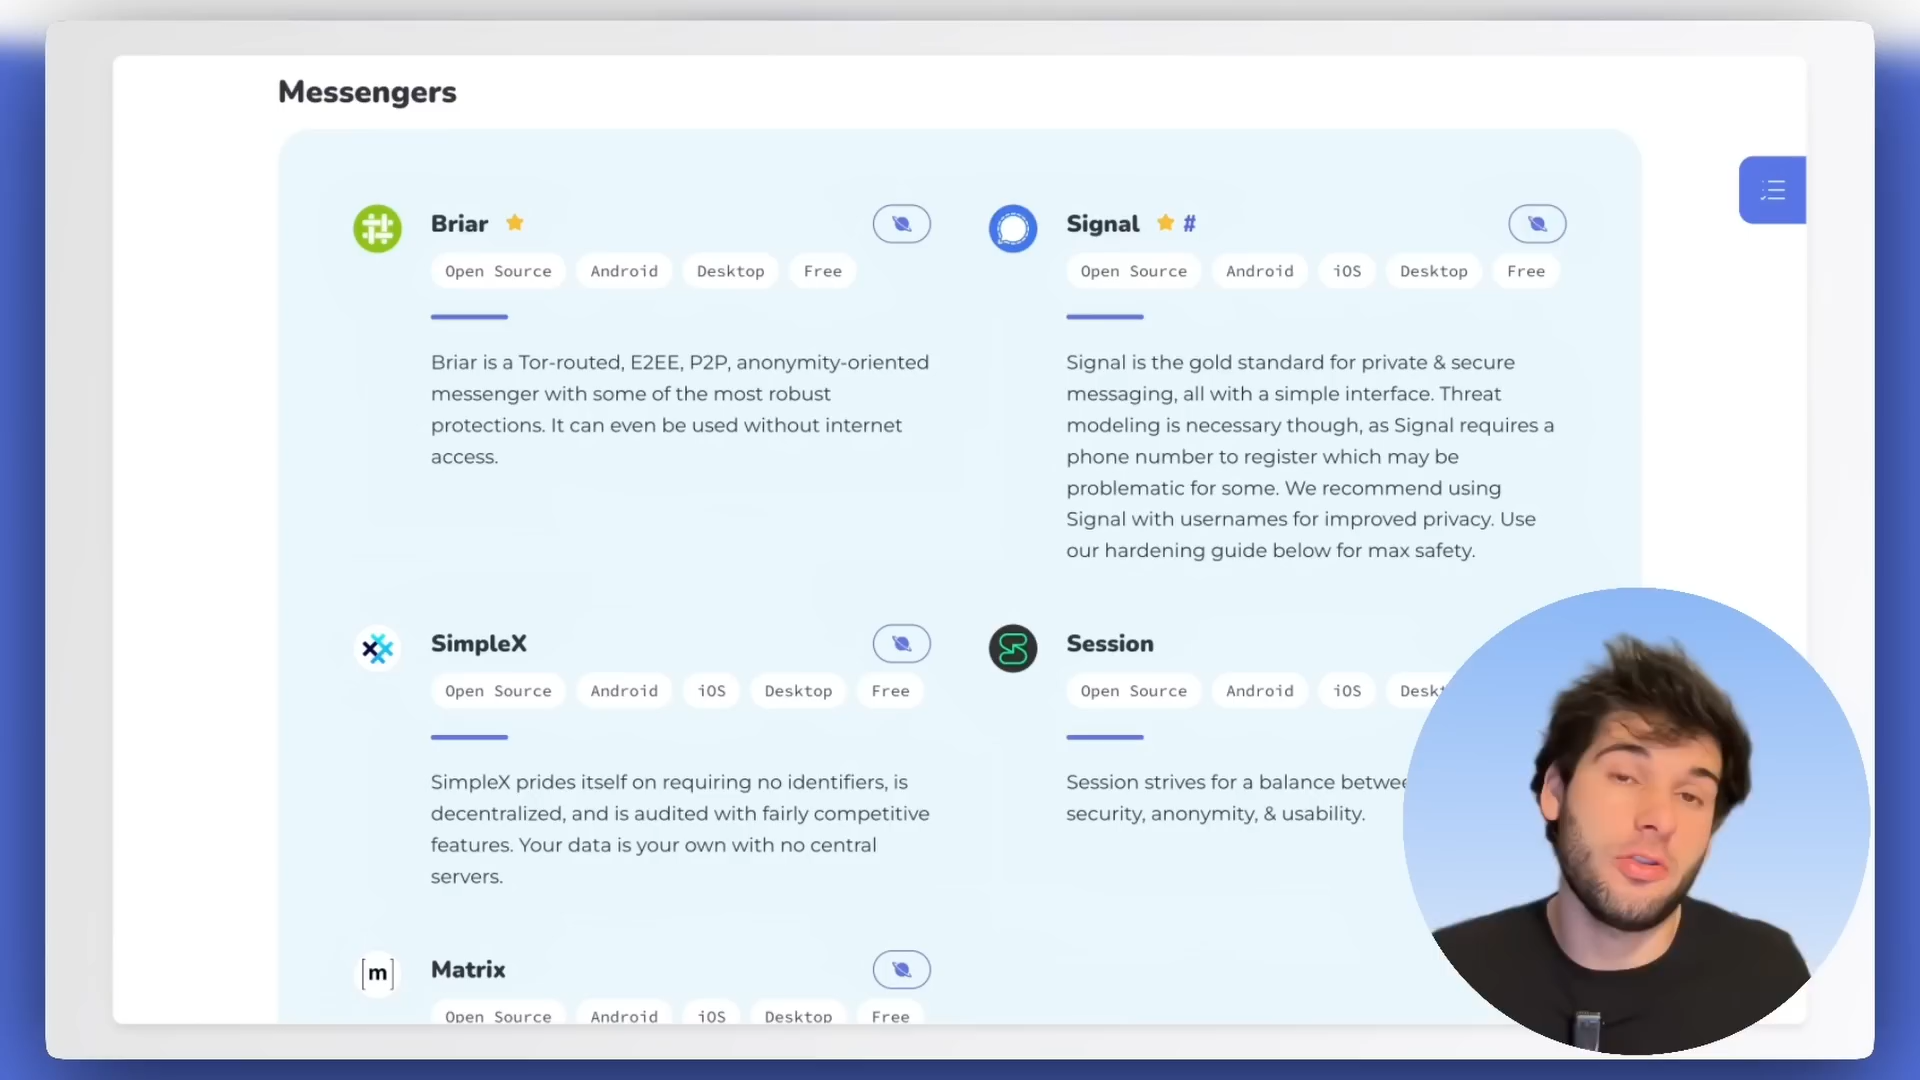 Messengers
Briar
Open Source Android Desktop Free
Briar is a Tor-routed, E2EE, P2P, anonymity-oriented
messenger with some of the most robust
protections. It can even be used without internet
access.
Signal #
Open Source Android iOS Desktop Free
Signal is the gold standard for private & secure
messaging, all with a simple interface. Threat
modeling is necessary though, as Signal requires a
phone number to register which may be
problematic for some. We recommend using
Signal with usernames for improved privacy. Use
our hardening guide below for max safety.
SimpleX
Open Source Android iOS Desktop Free
SimpleX prides itself on requiring no identifiers, is
decentralized, and is audited with fairly competitive
features. Your data is your own with no central
servers.
Session
Open Source Android iOS
Session strives for a balance
security, anonymity, & usability.
[m] Matrix
Open Source Android iOS Desktop Free